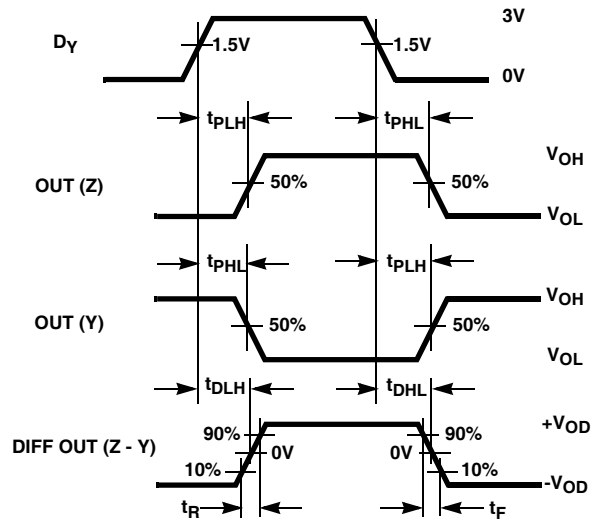 3V
DY
1.5V
1.5V
0V
tPLH
tPHL
VOH
OUT (Z)
50%
50%
VOL
tPHL
tPLH
VOH
OUT (Y)
50%
50%
VOL
tDLH
tDHL
+VOD
90%
90%
DIFF OUT (Z - Y)
0V
0V
10%
10%
-VOD
tR
tF